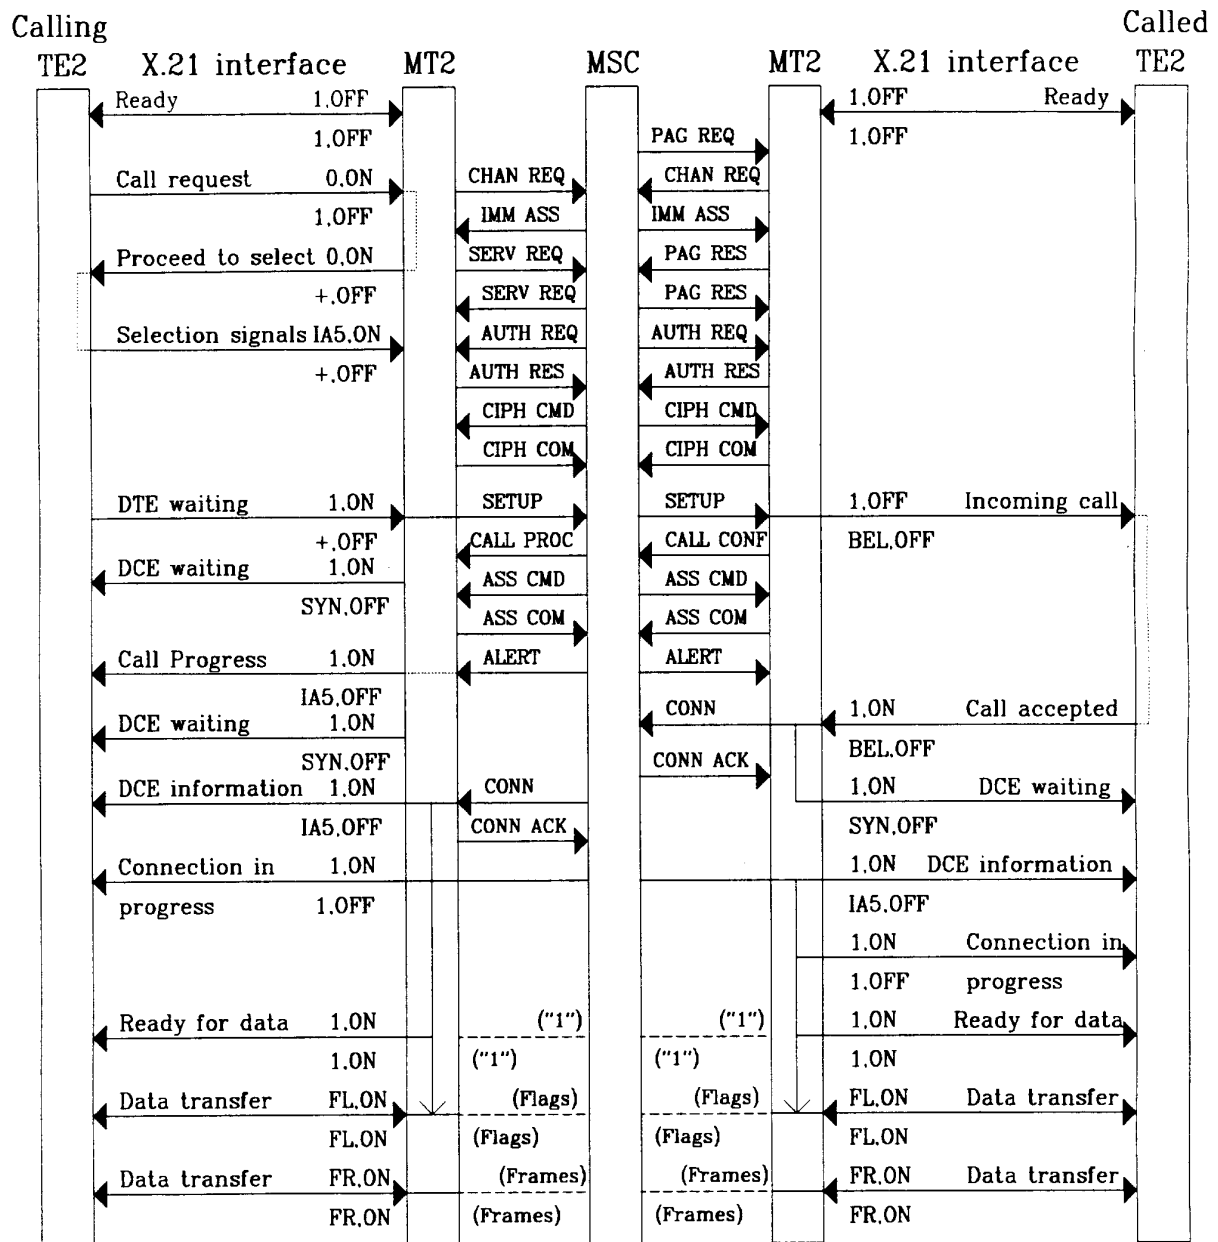 Calling Called
TE2 X.21 interface MT2 MSC MT2 X.21 interface TE2
Ready 1.OFF 1.OFF Ready
1.OFF PAG REQ 1.OFF
Call request 0.ON CHAN REQ CHAN REQ
1.OFF IMM ASS IMM ASS
Proceed to select 0.ON SERV REQ PAG RES
+.OFF SERV REQ PAG RES
Selection signals IA5.ON AUTH REQ AUTH REQ
+.OFF AUTH RES AUTH RES
CIPH CMD CIPH CMD
CIPH COM CIPH COM
DTE waiting 1.ON SETUP SETUP 1.OFF Incoming call
+.OFF CALL PROC CALL CONF BEL.OFF
DCE waiting 1.ON ASS CMD ASS CMD
SYN.OFF ASS COM ASS COM
Call Progress 1.ON ALERT ALERT
IA5.OFF
DCE waiting 1.ON CONN 1.ON Call accepted
SYN.OFF CONN ACK BEL.OFF
DCE information 1.ON CONN 1.ON DCE waiting
IA5.OFF CONN ACK SYN.OFF
Connection in 1.ON 1.ON DCE information
progress 1.OFF IA5.OFF
1.ON Connection in
1.OFF progress
Ready for data 1.ON ("1") ("1") 1.ON Ready for data
1.ON ("1") ("1") 1.ON
Data transfer FL.ON (Flags) (Flags) FL.ON Data transfer
FL.ON (Flags) (Flags) FL.ON
Data transfer FR.ON (Frames) (Frames) FR.ON Data transfer
FR.ON (Frames) (Frames) FR.ON